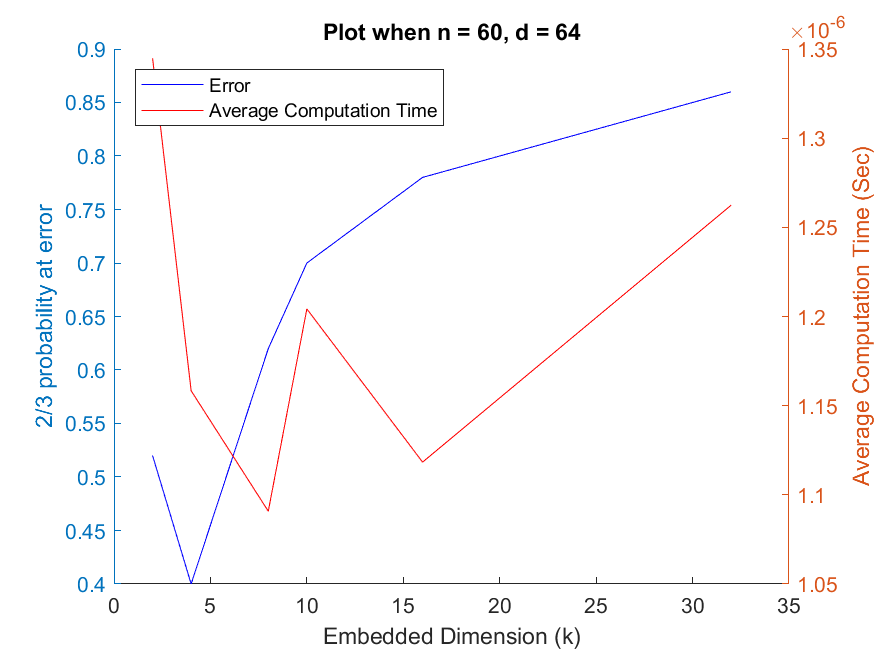 Plot when n = 60, d = 64
×10-6
0.9
0.85
0.8
0.75
0.7
0.65
0.6
0.55
0.5
0.45
0.4
2/3 probability at error
Error
Average Computation Time
1.35
1.3
1.25
1.2
1.15
1.1
1.05
Average Computation Time (Sec)
0 5 10 15 20 25 30 35
Embedded Dimension (k)